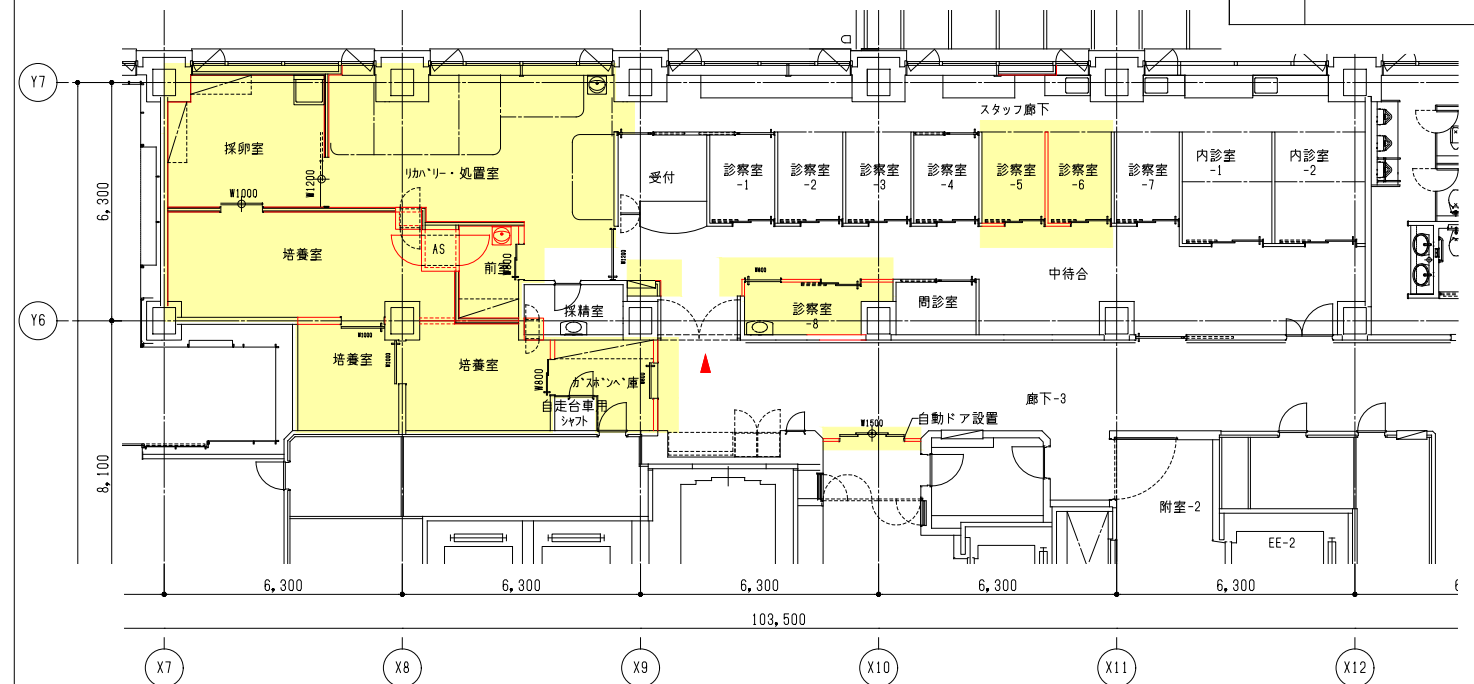 Y7
スタッフ廊下
採卵室
W1200
W1000
リカバリー・処置室
受付
診察室
-1
診察室
-2
診察室
-3
診察室
-4
診察室
-5
診察室
-6
診察室
-7
内診室
-1
内診室
-2
6,300
培養室
AS
前室
W800
W1200
中待合
W800
採精室
診察室
-8
問診室
Y6
培養室
W1000
W1000
培養室
W800
ガスボンベ庫
自走台車用
シャフト
廊下-3
自動ドア設置
W1500
8,100
附室-2
EE-2
6,300
6,300
6,300
6,300
6,300
103,500
X7
X8
X9
X10
X11
X12